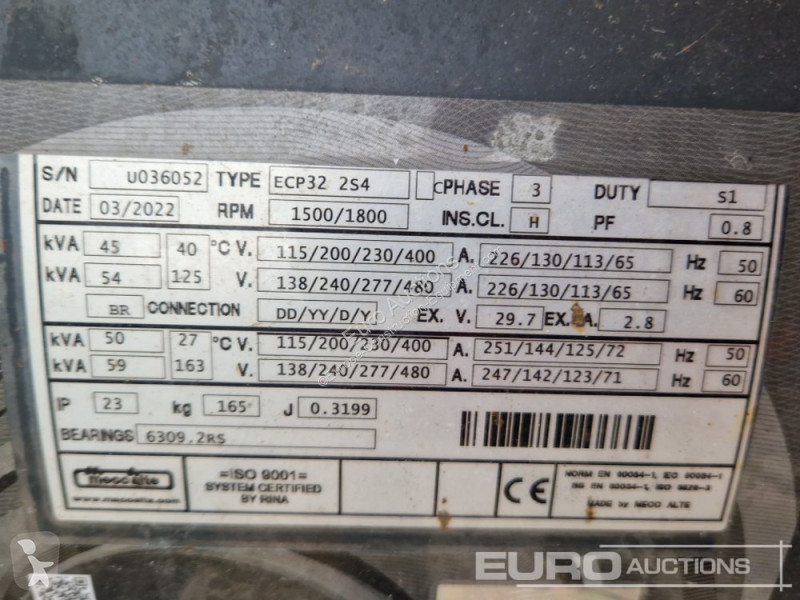 S/N U036052 TYPE ECP32 2S4 C PHASE 3 DUTY S1
DATE 03/2022 RPM 1500/1800 INS.CL. H PF 0.8
kVA 45 40 °C V. 115/200/230/400 A. 226/130/113/65 Hz 50
kVA 54 125 V. 138/240/277/480 A. 226/130/113/65 Hz 60
BR CONNECTION DD/YY/D/Y EX. V. 29.7 EX. A. 2.8
kVA 50 27 °C V. 115/200/230/400 A. 251/144/125/72 Hz 50
kVA 59 163 V. 138/240/277/480 A. 247/142/123/71 Hz 60
IP 23 kg 165 J 0.3199
BEARINGS 6309.2RS
mecc alte
www.meccalte.com
=ISO 9001=
SYSTEM CERTIFIED
BY RINA
CE
MADE by MECC ALTE
EURO AUCTIONS